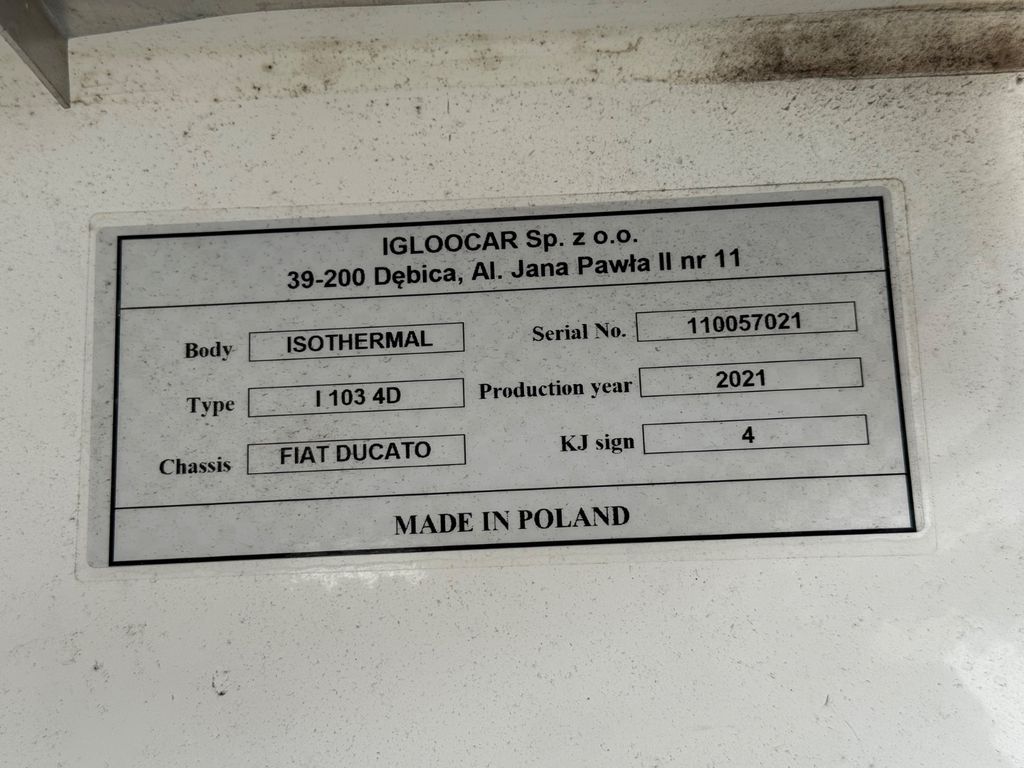 IGLOOCAR Sp. z o.o.
39-200 Dębica, Al. Jana Pawła II nr 11
Body ISOTHERMAL Serial No. 110057021
Type I 103 4D Production year 2021
Chassis FIAT DUCATO KJ sign 4
MADE IN POLAND